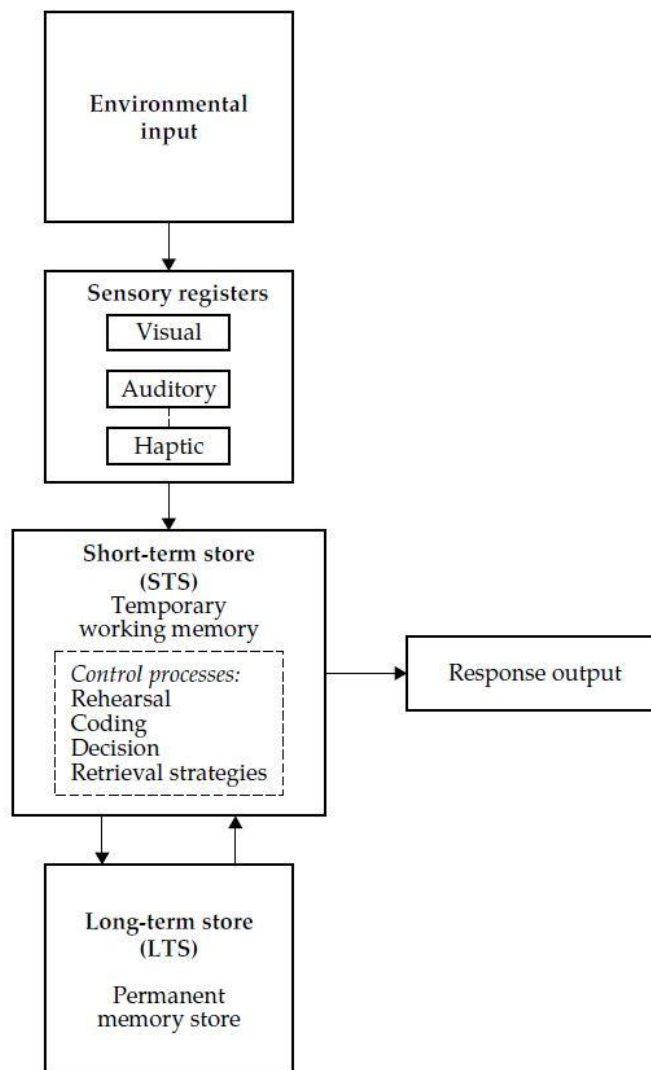 Environmental
input
Sensory registers
Visual
Auditory
Haptic
Short-term store
(STS)
Temporary
working memory
Control processes:
Rehearsal
Coding
Decision
Retrieval strategies
Response output
Long-term store
(LTS)
Permanent
memory store